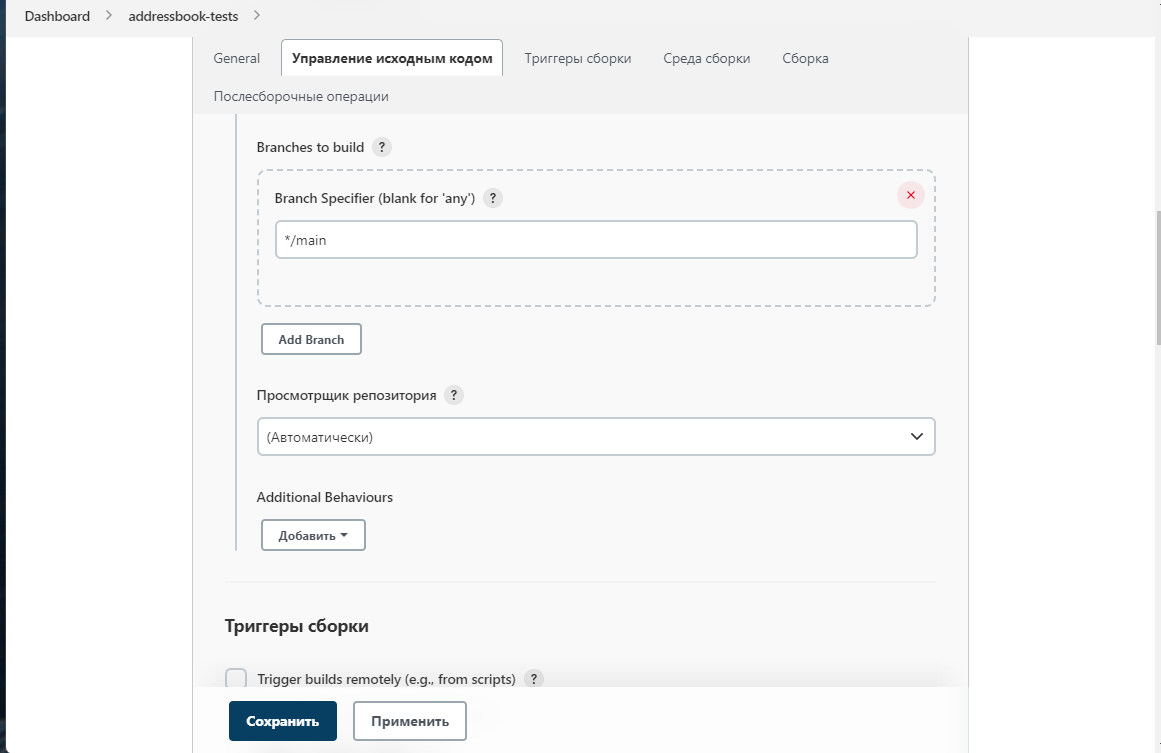 Dashboard > addressbook-tests >
General Управление исходным кодом Триггеры сборки Среда сборки Сборка
Послесборочные операции
Branches to build ?
Branch Specifier (blank for 'any') ?
*/main
Add Branch
Просмотрщик репозитория ?
(Автоматически)
Additional Behaviours
Добавить
Триггеры сборки
Trigger builds remotely (e.g., from scripts) ?
Сохранить Применить